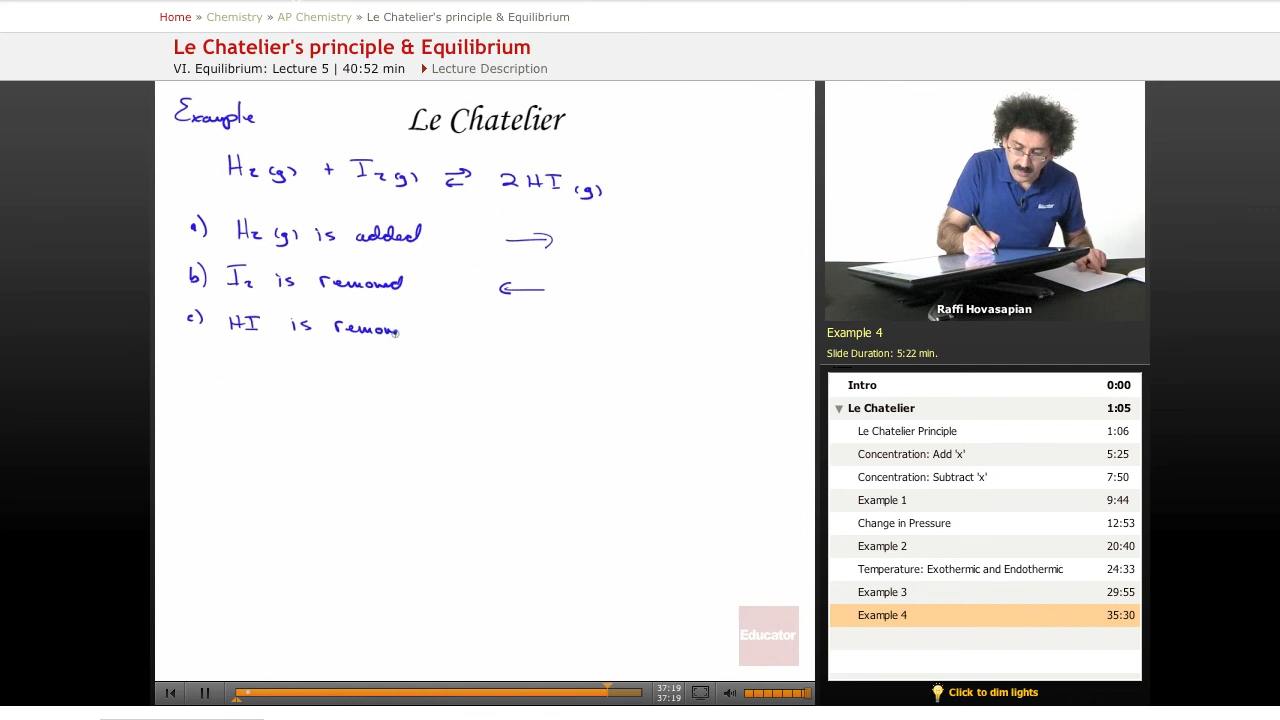 Home » Chemistry » AP Chemistry » Le Chatelier's principle & Equilibrium
Le Chatelier's principle & Equilibrium
VI. Equilibrium: Lecture 5 | 40:52 min Lecture Description
Example
Le Chatelier
H₂ (g) + I₂ (g) ⇌ 2 HI (g)
a) H₂ (g) is added →
b) I₂ is removed ←
c) HI is remov
Educator
Educator
Raffi Hovasapian
Example 4
Slide Duration: 5:22 min.
Intro 0:00
▼ Le Chatelier 1:05
Le Chatelier Principle 1:06
Concentration: Add 'x' 5:25
Concentration: Subtract 'x' 7:50
Example 1 9:44
Change in Pressure 12:53
Example 2 20:40
Temperature: Exothermic and Endothermic 24:33
Example 3 29:55
Example 4 35:30
37:19
37:19
Click to dim lights